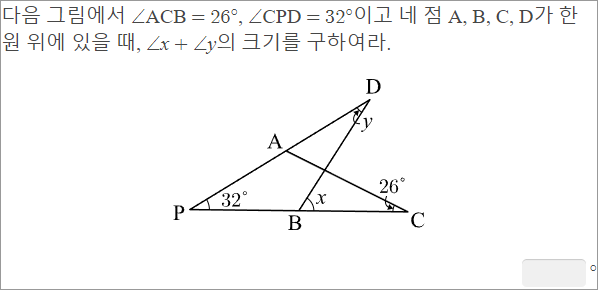 다음 그림에서 ∠ACB = 26°, ∠CPD = 32°이고 네 점 A, B, C, D가 한
원 위에 있을 때, ∠x + ∠y의 크기를 구하여라.
D
y
A
26°
32°
x
P
B
C
°